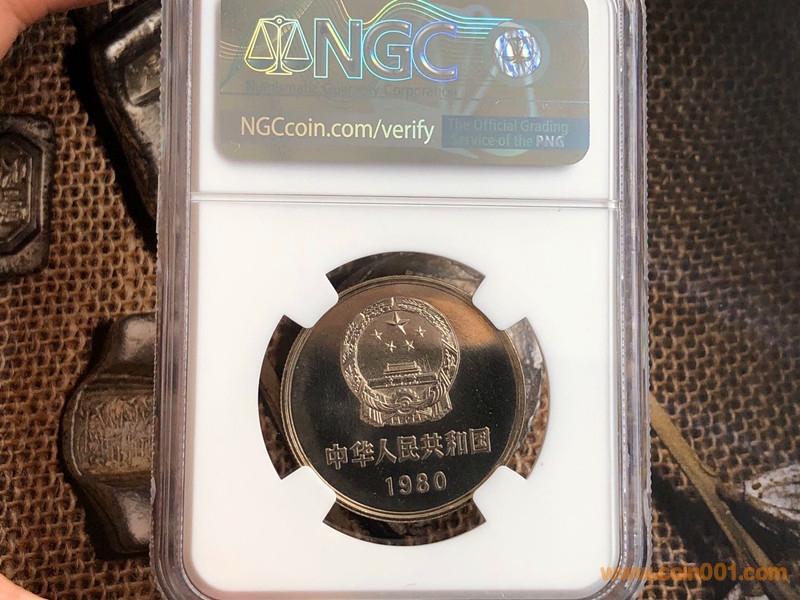 NGC
Numismatic Guaranty Corporation
NGCcoin.com/verify
The Official Grading
Service of the PNG
中华人民共和国
1980
www.coin001.com